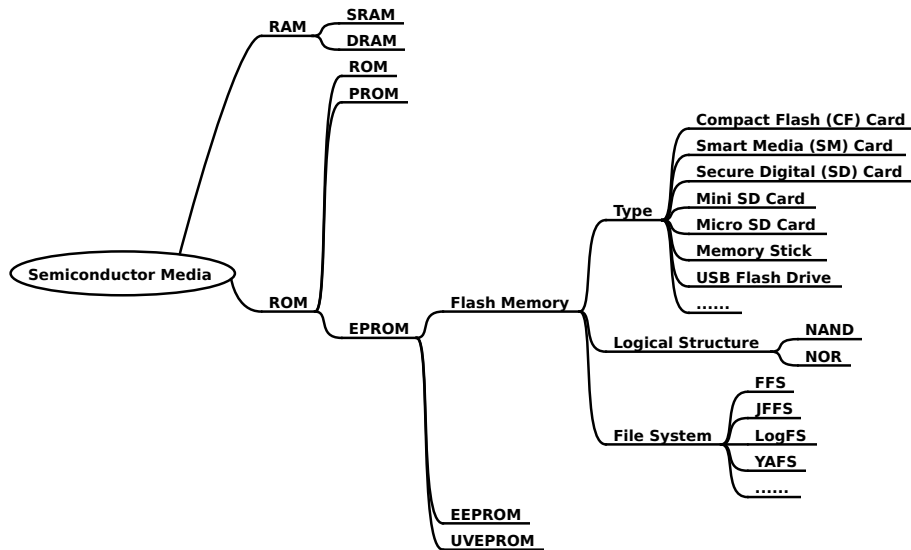 RAM
SRAM
DRAM
ROM
PROM
Compact Flash (CF) Card
Smart Media (SM) Card
Secure Digital (SD) Card
Mini SD Card
Type
Micro SD Card
Memory Stick
Semiconductor Media
USB Flash Drive
ROM
Flash Memory
......
EPROM
Logical Structure
NAND
NOR
FFS
JFFS
File System
LogFS
YAFS
......
EEPROM
UVEPROM